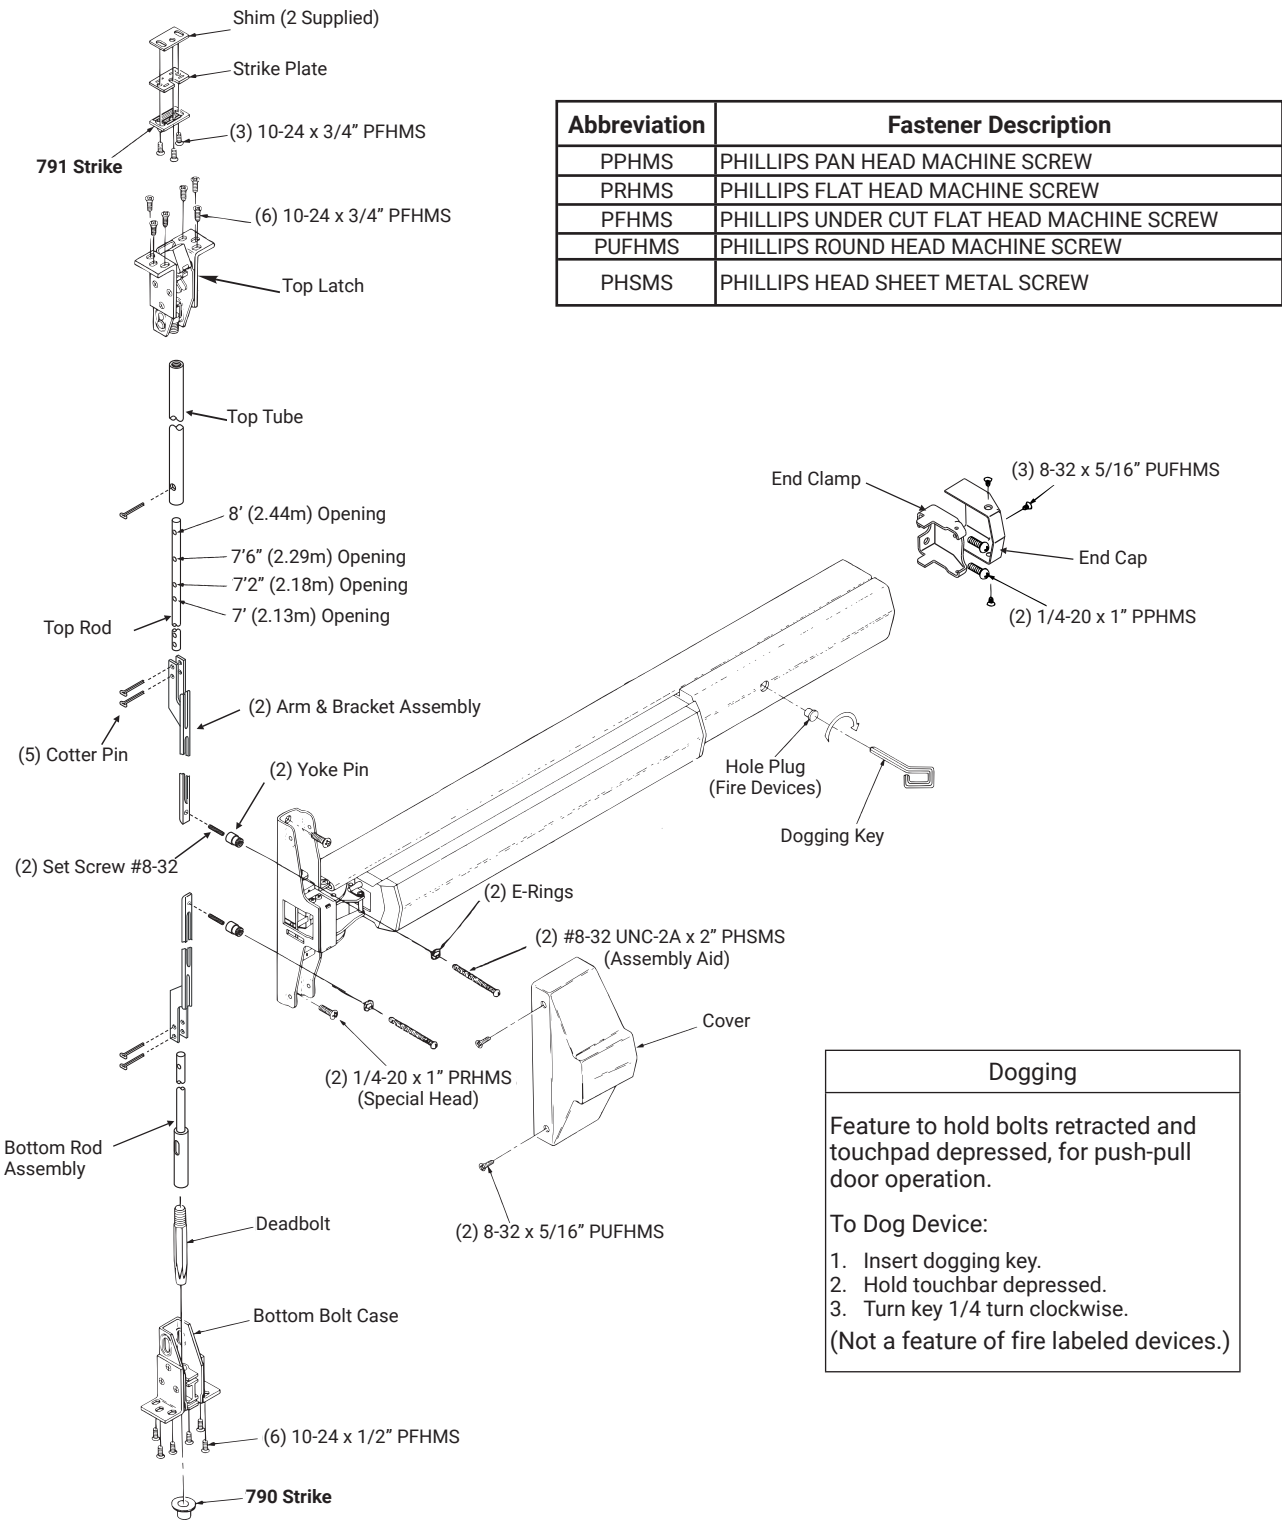 Shim (2 Supplied)
Strike Plate
(3) 10-24 x 3/4” PFHMS
791 Strike
(6) 10-24 x 3/4” PFHMS
Top Latch
Abbreviation Fastener Description
PPHMS PHILLIPS PAN HEAD MACHINE SCREW
PRHMS PHILLIPS FLAT HEAD MACHINE SCREW
PFHMS PHILLIPS UNDER CUT FLAT HEAD MACHINE SCREW
PUFHMS PHILLIPS ROUND HEAD MACHINE SCREW
PHSMS PHILLIPS HEAD SHEET METAL SCREW
Top Tube
8’ (2.44m) Opening
7’6” (2.29m) Opening
7’2” (2.18m) Opening
7’ (2.13m) Opening
Top Rod
(2) Arm & Bracket Assembly
(5) Cotter Pin
(2) Yoke Pin
(2) Set Screw #8-32
End Clamp
(3) 8-32 x 5/16” PUFHMS
End Cap
(2) 1/4-20 x 1” PPHMS
Hole Plug
(Fire Devices)
Dogging Key
(2) E-Rings
(2) #8-32 UNC-2A x 2” PHSMS
(Assembly Aid)
Cover
(2) 1/4-20 x 1” PRHMS
(Special Head)
(2) 8-32 x 5/16” PUFHMS
Bottom Rod
Assembly
Deadbolt
Bottom Bolt Case
(6) 10-24 x 1/2” PFHMS
790 Strike
Dogging
Feature to hold bolts retracted and
touchpad depressed, for push-pull
door operation.
To Dog Device:
1. Insert dogging key.
2. Hold touchbar depressed.
3. Turn key 1/4 turn clockwise.
(Not a feature of fire labeled devices.)